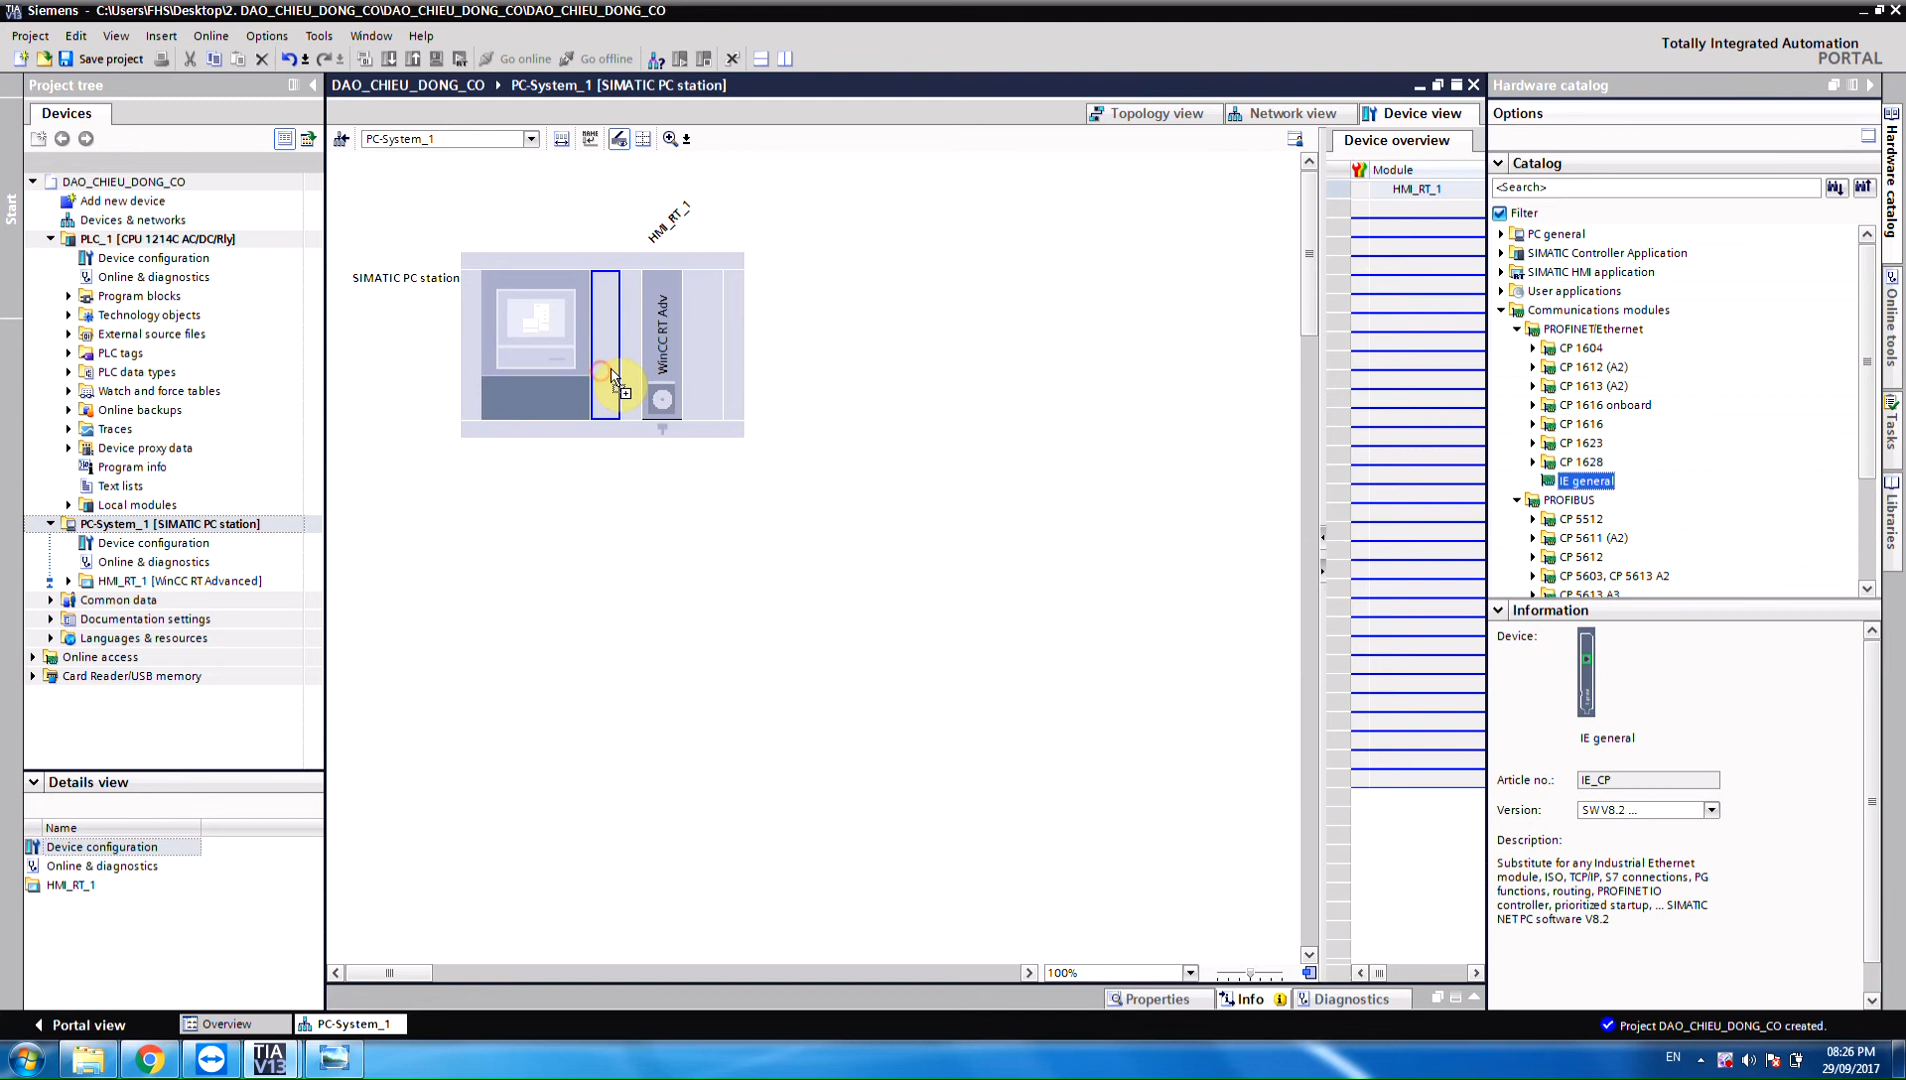 TIA V13 Siemens - C:\Users\FHS\Desktop\2. DAO_CHIEU_DONG_CO\DAO_CHIEU_DONG_CO\DAO_CHIEU_DONG_CO
Project Edit View Insert Online Options Tools Window Help
Totally Integrated Automation
PORTAL
Save project Go online Go offline
Project tree
Devices
DAO_CHIEU_DONG_CO
Add new device
Devices & networks
PLC_1 [CPU 1214C AC/DC/Rly]
Device configuration
Online & diagnostics
Program blocks
Technology objects
External source files
PLC tags
PLC data types
Watch and force tables
Online backups
Traces
Device proxy data
Program info
Text lists
Local modules
PC-System_1 [SIMATIC PC station]
Device configuration
Online & diagnostics
HMI_RT_1 [WinCC RT Advanced]
Common data
Documentation settings
Languages & resources
Online access
Card Reader/USB memory
Details view
Name
Device configuration
Online & diagnostics
HMI_RT_1
Start
DAO_CHIEU_DONG_CO PC-System_1 [SIMATIC PC station]
Topology view Network view Device view
PC-System_1
HMI_RT_1
SIMATIC PC station
WinCC RT Adv
100%
Device overview
Module
HMI_RT_1
Properties Info Diagnostics
Hardware catalog
Options
Catalog
<Search>
Filter
PC general
SIMATIC Controller Application
SIMATIC HMI application
User applications
Communications modules
PROFINET/Ethernet
CP 1604
CP 1612 (A2)
CP 1613 (A2)
CP 1616 onboard
CP 1616
CP 1623
CP 1628
IE general
PROFIBUS
CP 5512
CP 5611 (A2)
CP 5612
CP 5603, CP 5613 A2
CP 5613 A3
Information
Device:
IE general
Article no.: IE_CP
Version: SW V8.2 ...
Description:
Substitute for any Industrial Ethernet
module, ISO, TCP/IP, S7 connections, PG
functions, routing, PROFINET IO
controller, prioritized startup, ... SIMATIC
NET PC software V8.2
Hardware catalog
Online tools
Tasks
Libraries
Portal view Overview PC-System_1
Project DAO_CHIEU_DONG_CO created.
TIA
V13
EN
08:26 PM
29/09/2017